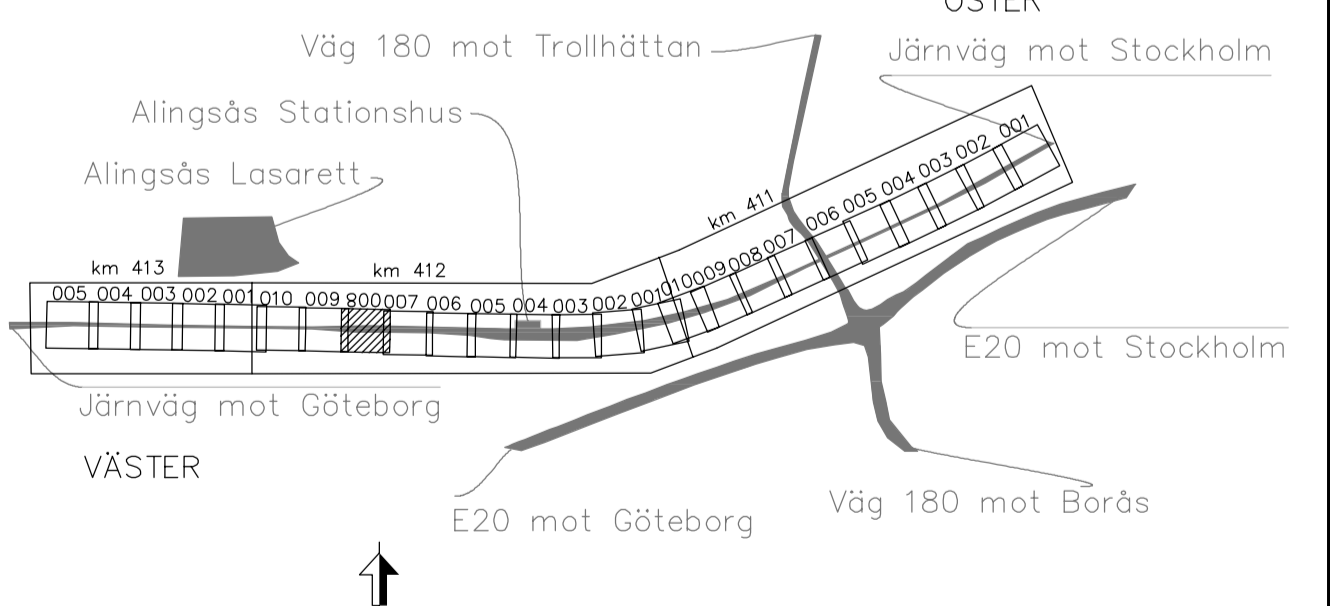 ÖSTER
Väg 180 mot Trollhättan
Järnväg mot Stockholm
Alingsås Stationshus
Alingsås Lasarett
km 411
001
002
003
004
005
006
007
008
009
010
km 412
001
002
003
004
005
006
007
800
009
010
km 413
001
002
003
004
005
E20 mot Stockholm
Järnväg mot Göteborg
VÄSTER
E20 mot Göteborg
Väg 180 mot Borås